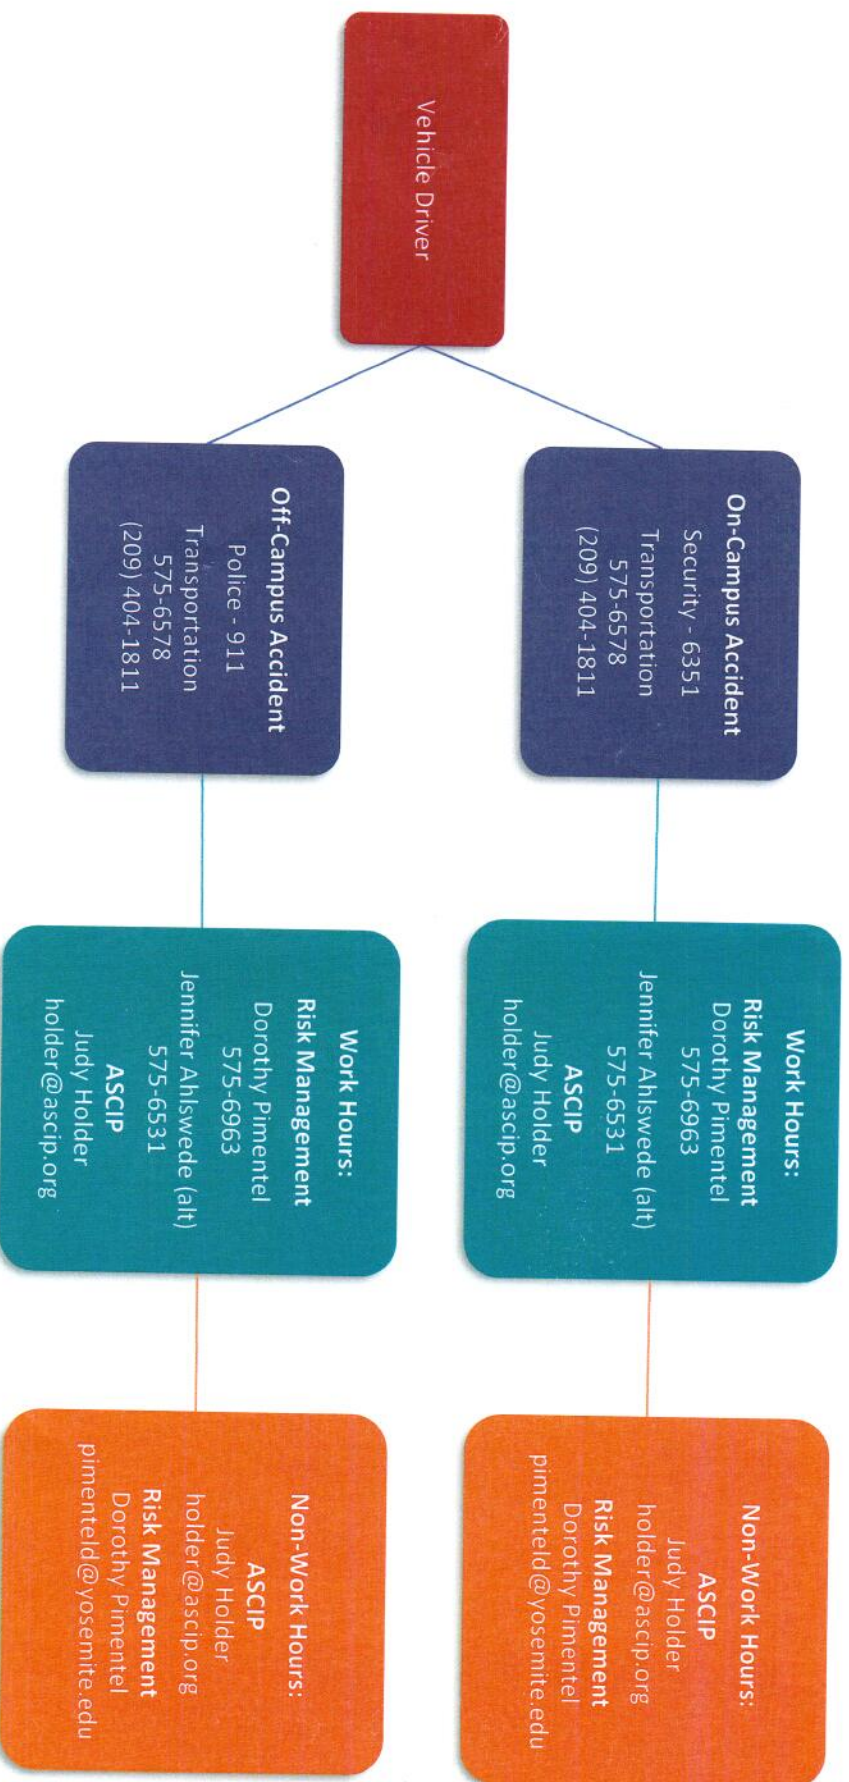 Vehicle Driver
On-Campus Accident
Security - 6351
Transportation
575-6578
(209) 404-1811
Work Hours:
Risk Management
Dorothy Pimentel
575-6963
Jennifer Ahlswede (alt)
575-6531
ASCIP
Judy Holder
holder@ascip.org
Non-Work Hours:
ASCIP
Judy Holder
holder@ascip.org
Risk Management
Dorothy Pimentel
pimenteld@yosemite.edu
Off-Campus Accident
Police - 911
Transportation
575-6578
(209) 404-1811
Work Hours:
Risk Management
Dorothy Pimentel
575-6963
Jennifer Ahlswede (alt)
575-6531
ASCIP
Judy Holder
holder@ascip.org
Non-Work Hours:
ASCIP
Judy Holder
holder@ascip.org
Risk Management
Dorothy Pimentel
pimenteld@yosemite.edu